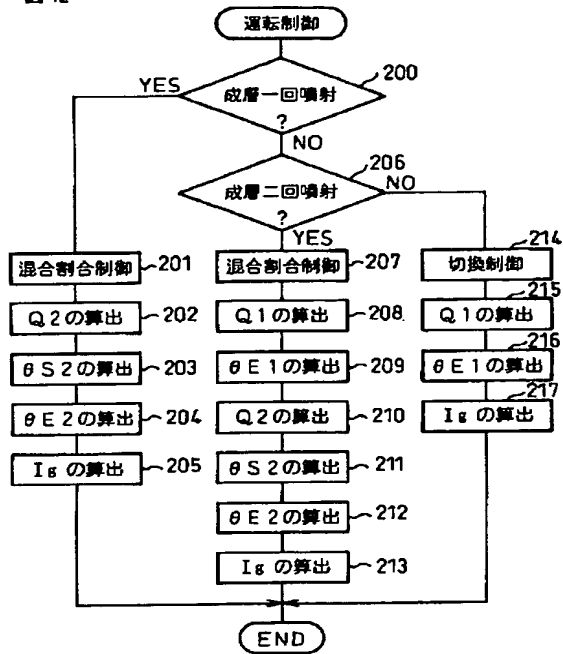 運転制御
200
成層一回噴射
?
YES
NO
206
成層二回噴射
?
NO
YES
混合割合制御
201
Q2の算出
202
θS2の算出
203
θE2の算出
204
Igの算出
205
混合割合制御
207
Q1の算出
208
θE1の算出
209
Q2の算出
210
θS2の算出
211
θE2の算出
212
Igの算出
213
切換制御
214
Q1の算出
215
θE1の算出
216
Igの算出
217
END